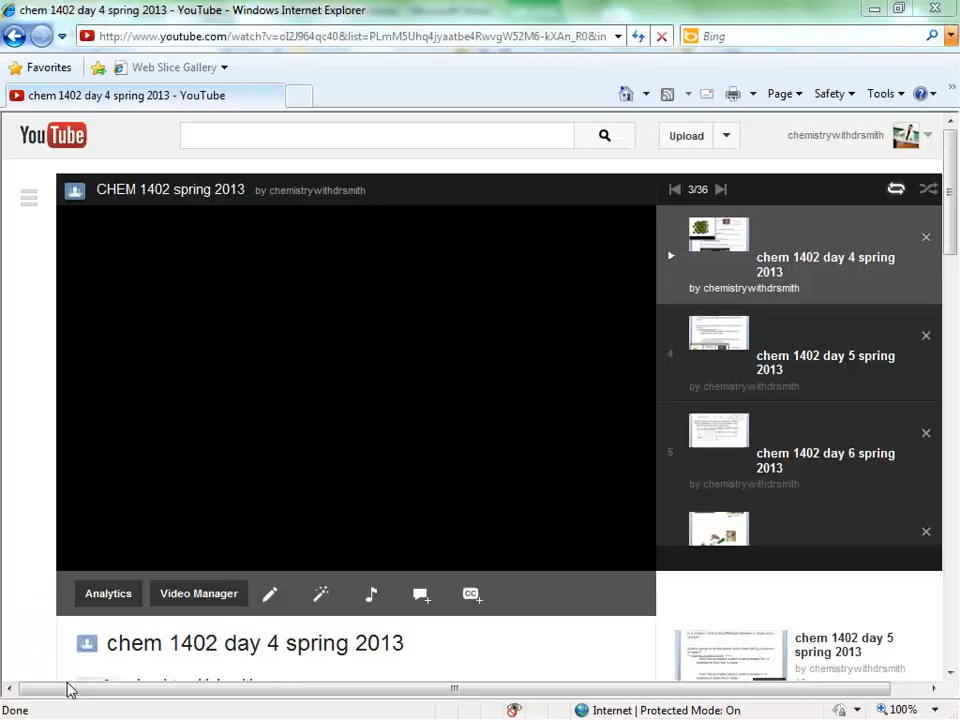 chem 1402 day 4 spring 2013 - YouTube - Windows Internet Explorer
http://www.youtube.com/watch?v=oI2J964qc40&list=PLmM5Uhq4jyaatbe4RwvgW52M6-kXAn_R0&in
Bing
Favorites
Web Slice Gallery
chem 1402 day 4 spring 2013 - YouTube
Page
Safety
Tools
YouTube
Upload
chemistrywithdrsmith
CHEM 1402 spring 2013 by chemistrywithdrsmith
3/36
chem 1402 day 4 spring 2013
by chemistrywithdrsmith
4
chem 1402 day 5 spring 2013
by chemistrywithdrsmith
5
chem 1402 day 6 spring 2013
by chemistrywithdrsmith
Analytics
Video Manager
CC
chem 1402 day 4 spring 2013
chem 1402 day 5
spring 2013
by chemistrywithdrsmith
Done
Internet | Protected Mode: On
100%